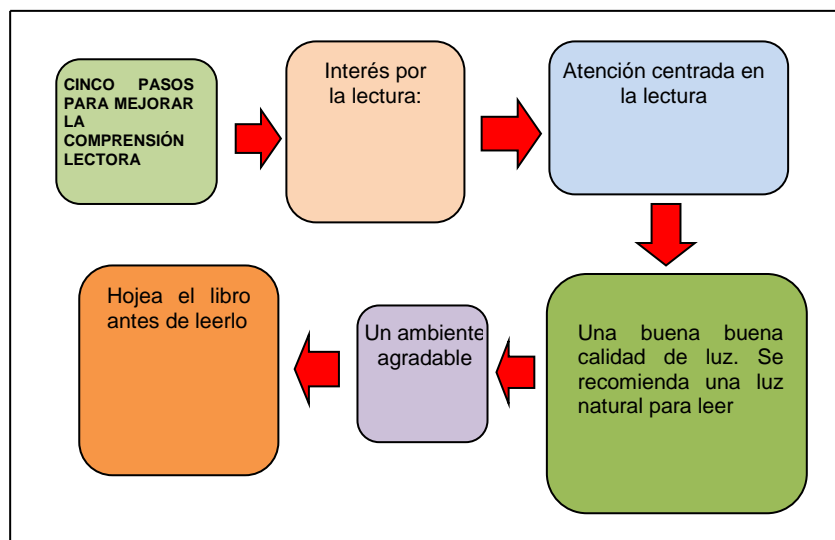 CINCO PASOS
PARA MEJORAR
LA
COMPRENSIÓN
LECTORA
Interés por
la lectura:
Atención centrada en
la lectura
Una buena buena
calidad de luz. Se
recomienda una luz
natural para leer
Un ambiente
agradable
Hojea el libro
antes de leerlo